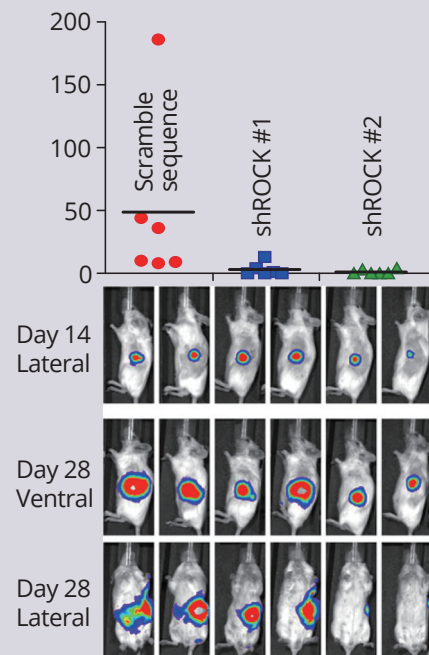 200
150
100
50
0
Scramble
sequence
shROCK #1
shROCK #2
Day 14
Lateral
Day 28
Ventral
Day 28
Lateral